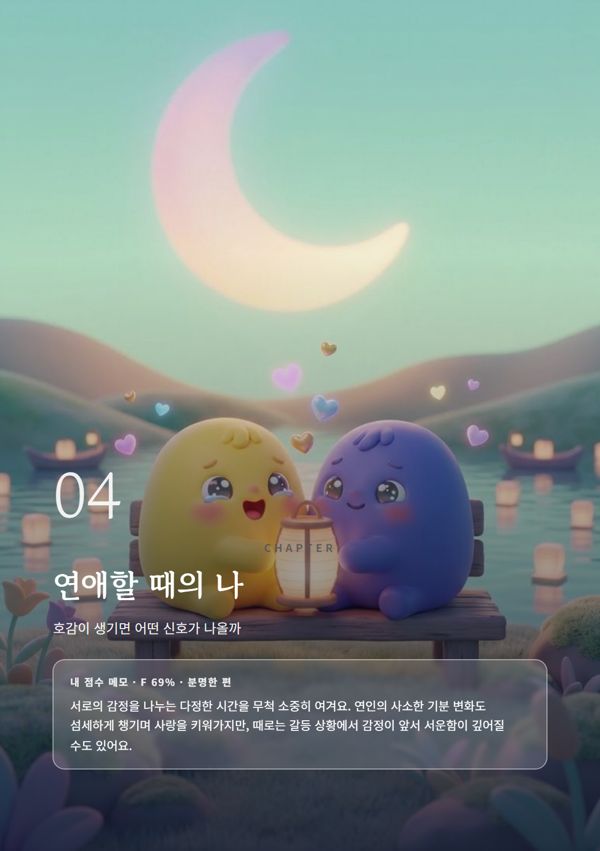 04
CHAPTER
연애할 때의 나
호감이 생기면 어떤 신호가 나올까
내 점수 메모 · F 69% · 분명한 편
서로의 감정을 나누는 다정한 시간을 무척 소중히 여겨요. 연인의 사소한 기분 변화도
섬세하게 챙기며 사랑을 키워가지만, 때로는 갈등 상황에서 감정이 앞서 서운함이 깊어질
수도 있어요.